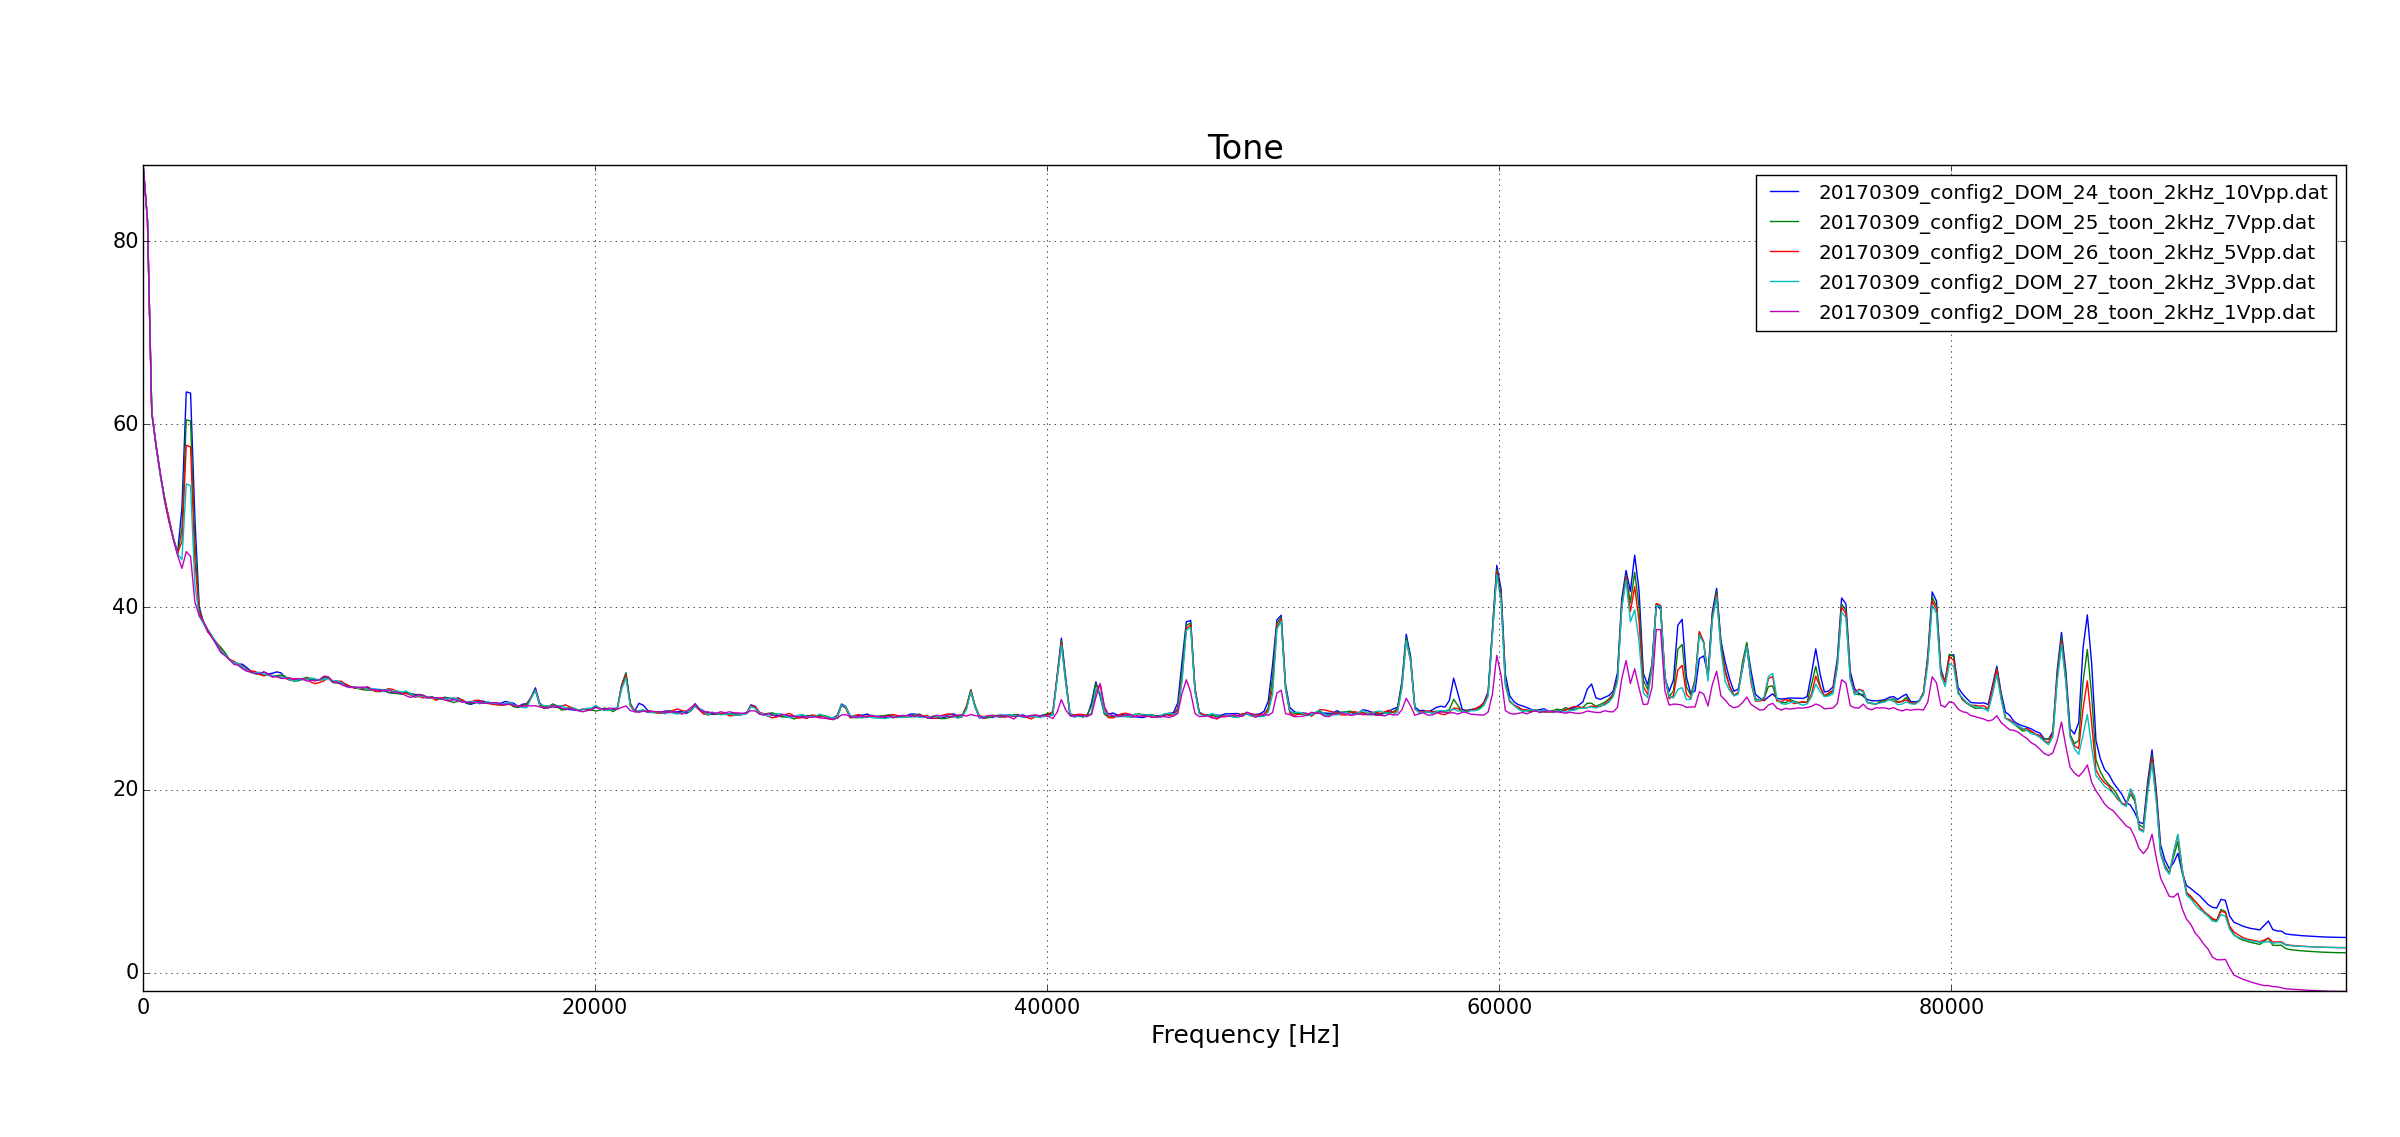 Tone
20170309_config2_DOM_24_toon_2kHz_10Vpp.dat
20170309_config2_DOM_25_toon_2kHz_7Vpp.dat
20170309_config2_DOM_26_toon_2kHz_5Vpp.dat
20170309_config2_DOM_27_toon_2kHz_3Vpp.dat
20170309_config2_DOM_28_toon_2kHz_1Vpp.dat
80
60
40
20
0
0 20000 40000 60000 80000
Frequency [Hz]